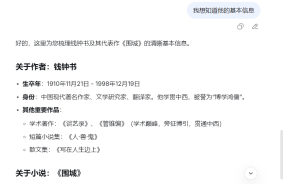 我想知道他的基本信息
好的，这里为您梳理钱钟书及其代表作《围城》的清晰基本信息。
关于作者：钱钟书
• 生卒年：1910年11月21日 - 1998年12月19日
• 身份：中国现代著名作家、文学研究家、翻译家。他学贯中西，被誉为“博学鸿儒”。
• 其他重要作品：
◦ 学术著作：《谈艺录》、《管锥编》（学术巅峰，旁征博引，贯通中西）
◦ 短篇小说集：《人·兽·鬼》
◦ 散文集：《写在人生边上》
关于小说：《围城》